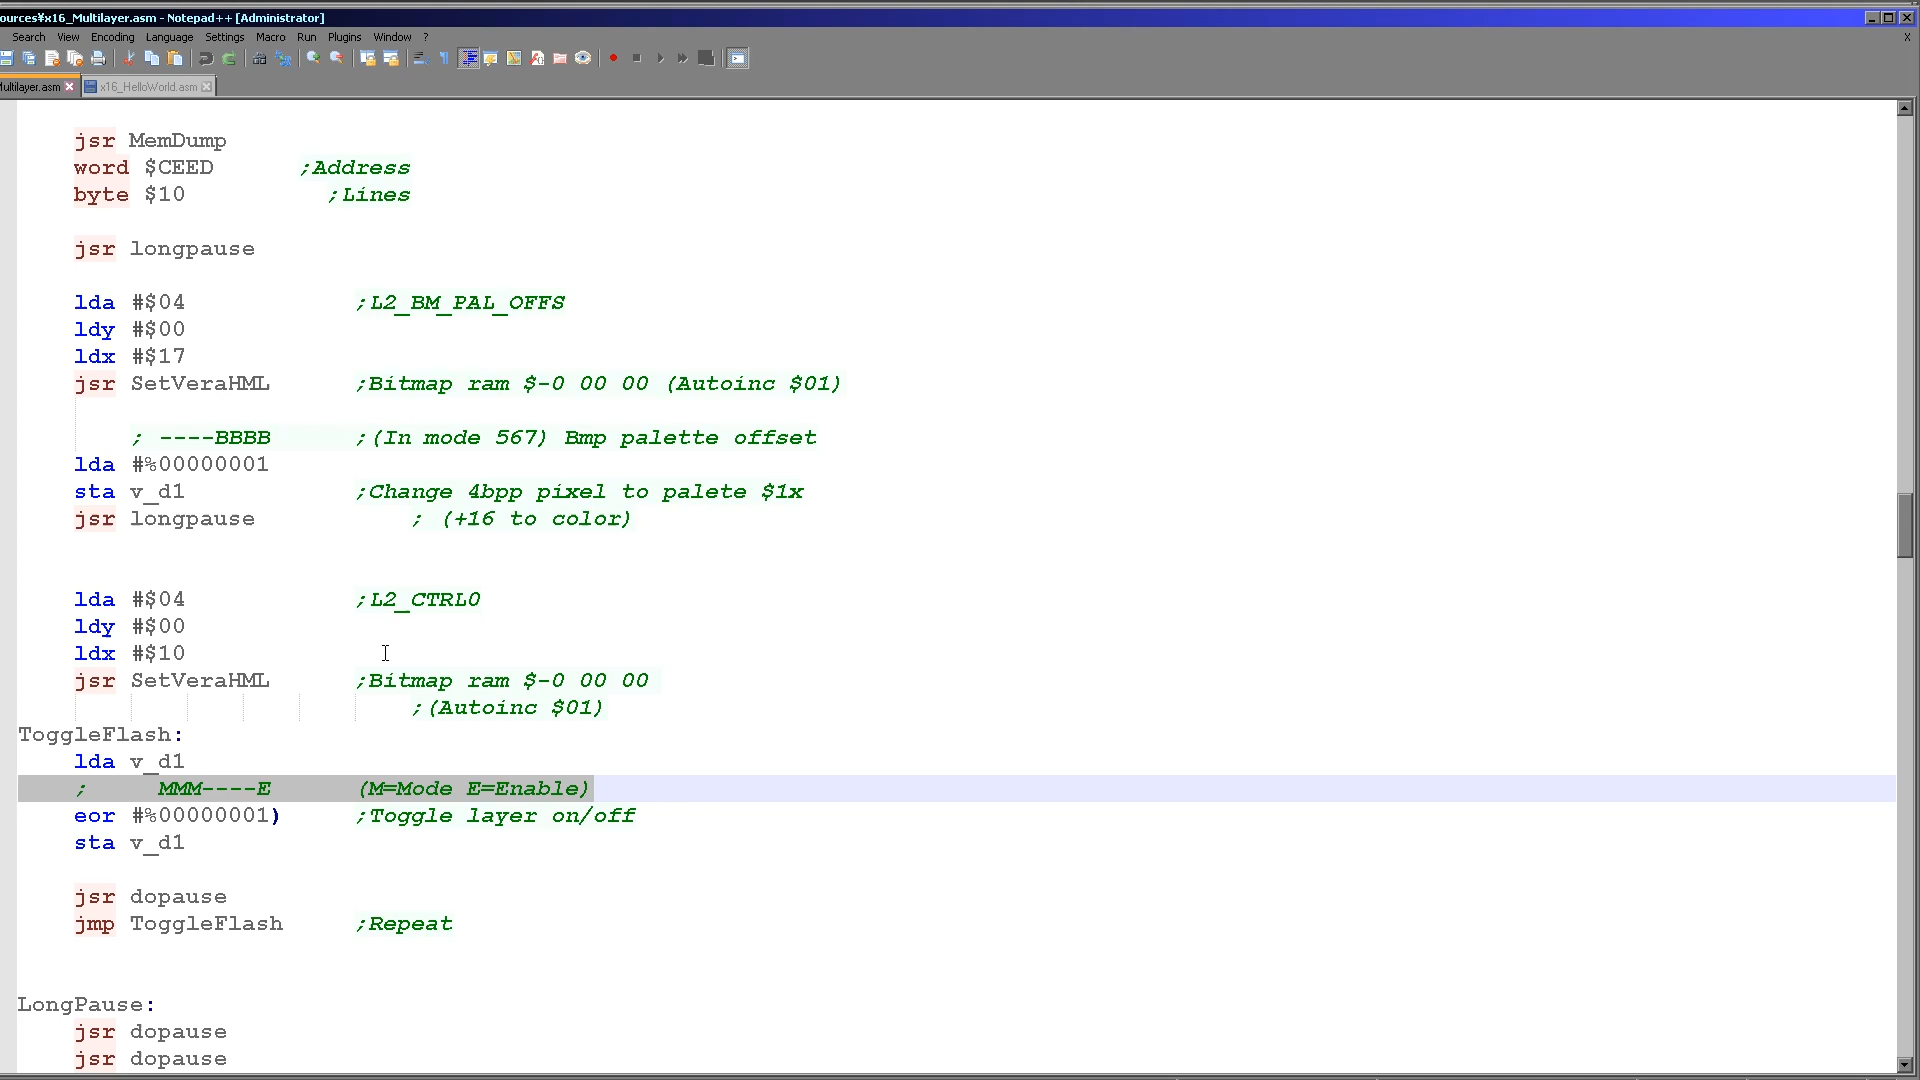 ources¥x16_Multilayer.asm - Notepad++ [Administrator]
Search View Encoding Language Settings Macro Run Plugins Window ? X
ultilayer.asm x16_HelloWorld.asm
jsr MemDump
word $CEED ;Address
byte $10 ;Lines
jsr longpause
lda #$04 ;L2_BM_PAL_OFFS
ldy #$00
ldx #$17
jsr SetVeraHML ;Bitmap ram $-0 00 00 (Autoinc $01)
; ----BBBB ;(In mode 567) Bmp palette offset
lda #%00000001
sta v_d1 ;Change 4bpp pixel to palete $1x
jsr longpause ; (+16 to color)
lda #$04 ;L2_CTRL0
ldy #$00
ldx #$10
jsr SetVeraHML ;Bitmap ram $-0 00 00
;(Autoinc $01)
ToggleFlash:
lda v_d1
; MMM----E (M=Mode E=Enable)
eor #%00000001) ;Toggle layer on/off
sta v_d1
jsr dopause
jmp ToggleFlash ;Repeat
LongPause:
jsr dopause
jsr dopause